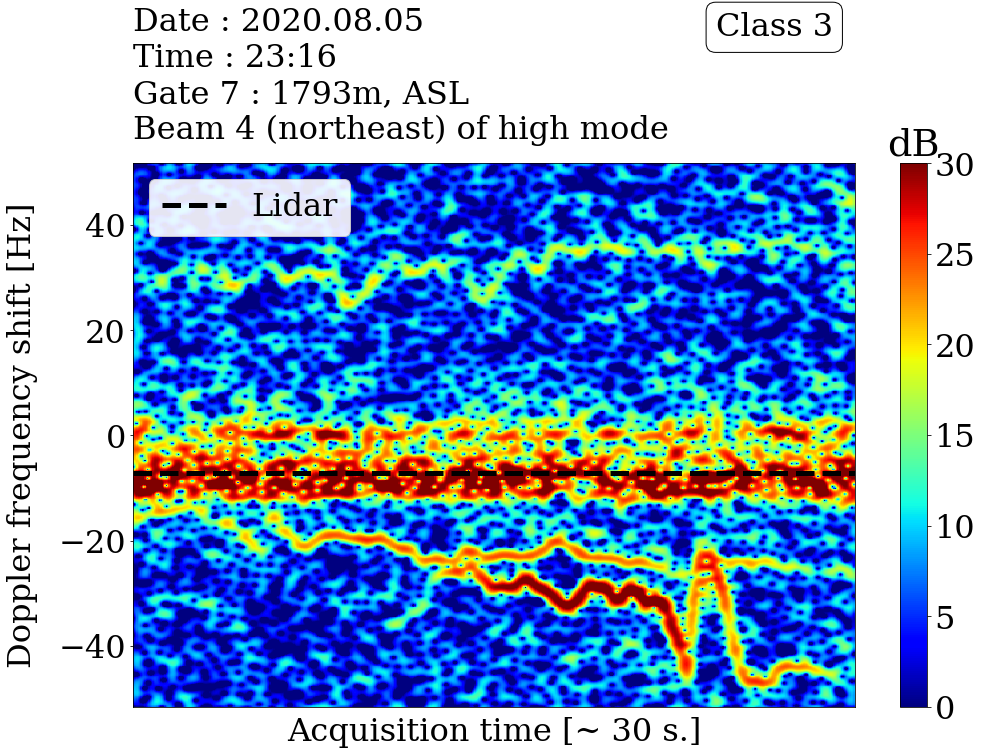 Date : 2020.08.05
Time : 23:16
Gate 7 : 1793m, ASL
Beam 4 (northeast) of high mode
Class 3
Lidar
Doppler frequency shift [Hz]
40
20
0
−20
−40
Acquisition time [~ 30 s.]
dB
30
25
20
15
10
5
0